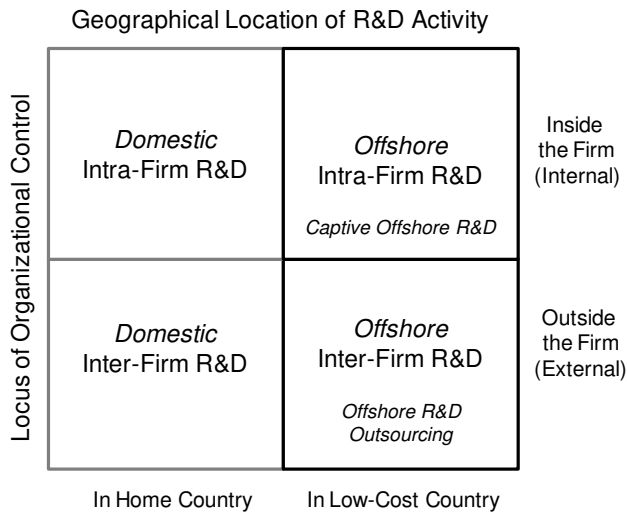 Geographical Location of R&D Activity
Locus of Organizational Control
Domestic
Intra-Firm R&D
Offshore
Intra-Firm R&D
Captive Offshore R&D
Inside
the Firm
(Internal)
Domestic
Inter-Firm R&D
Offshore
Inter-Firm R&D
Offshore R&D
Outsourcing
Outside
the Firm
(External)
In Home Country
In Low-Cost Country